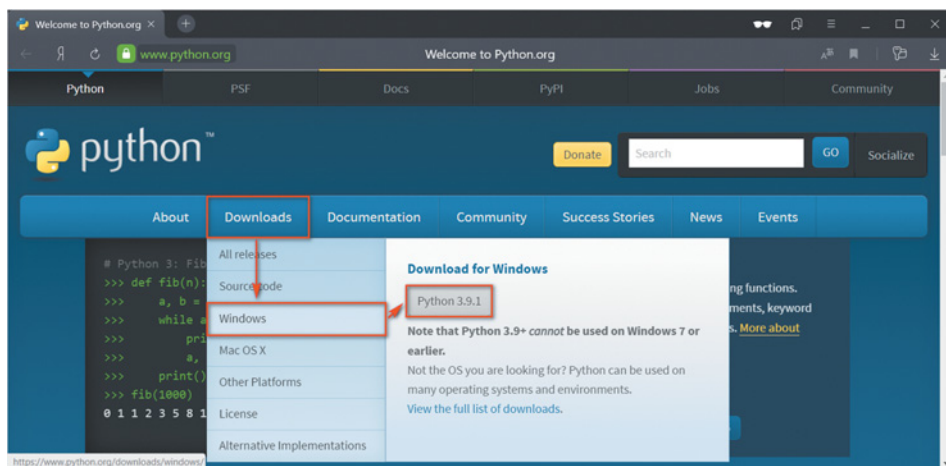 Welcome to Python.org
www.python.org Welcome to Python.org
Python PSF Docs PyPI Jobs Community
python™
Donate Search GO Socialize
About Downloads Documentation Community Success Stories News Events
# Python 3: Fib
>>> def fib(n):
>>> a, b =
>>> while a
>>> pri
>>> a,
>>> print()
>>> fib(1000)
0 1 1 2 3 5 8 1
All releases
Source code
Windows
Mac OS X
Other Platforms
License
Alternative Implementations
Download for Windows
Python 3.9.1
Note that Python 3.9+ cannot be used on Windows 7 or
earlier.
Not the OS you are looking for? Python can be used on
many operating systems and environments.
View the full list of downloads.
ng functions.
ments, keyword
s. More about
https://www.python.org/downloads/windows/